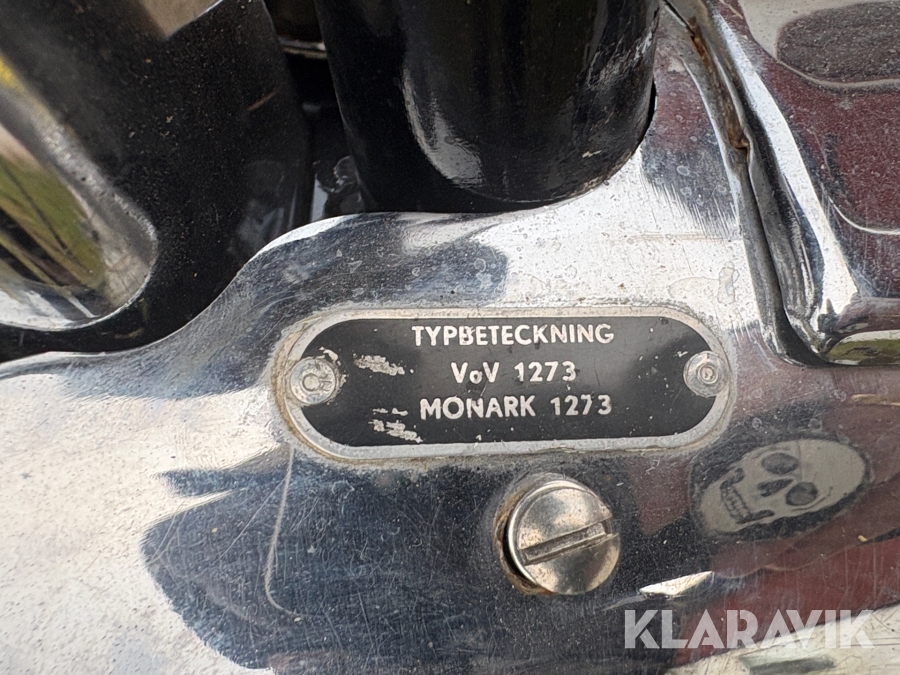 TYPBETECKNING
VoV 1273
MONARK 1273
KLARAVIK